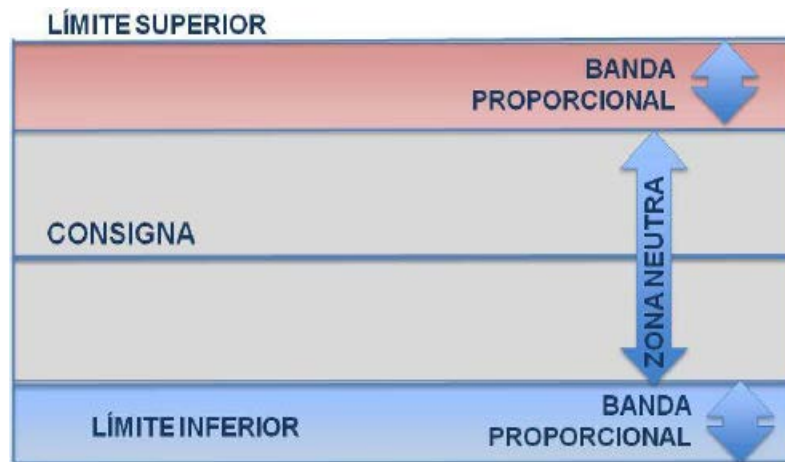 LÍMITE SUPERIOR
BANDA
PROPORCIONAL
CONSIGNA
ZONA NEUTRA
LÍMITE INFERIOR
BANDA
PROPORCIONAL